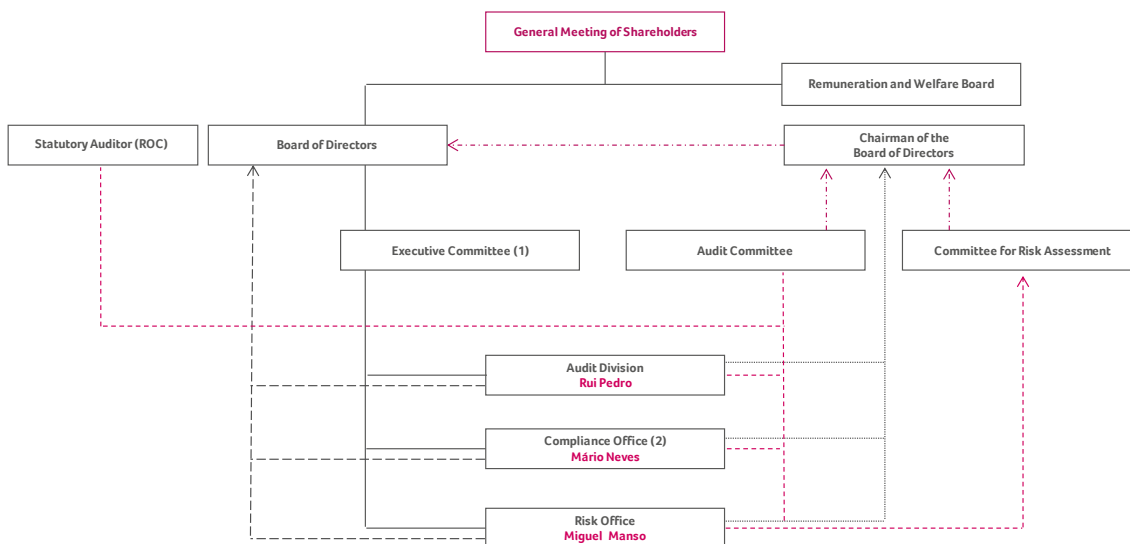 General Meeting of Shareholders
Remuneration and Welfare Board
Statutory Auditor (ROC)
Board of Directors
Chairman of the
Board of Directors
Executive Committee (1)
Audit Committee
Committee for Risk Assessment
Audit Division
Rui Pedro
Compliance Office (2)
Mário Neves
Risk Office
Miguel Manso